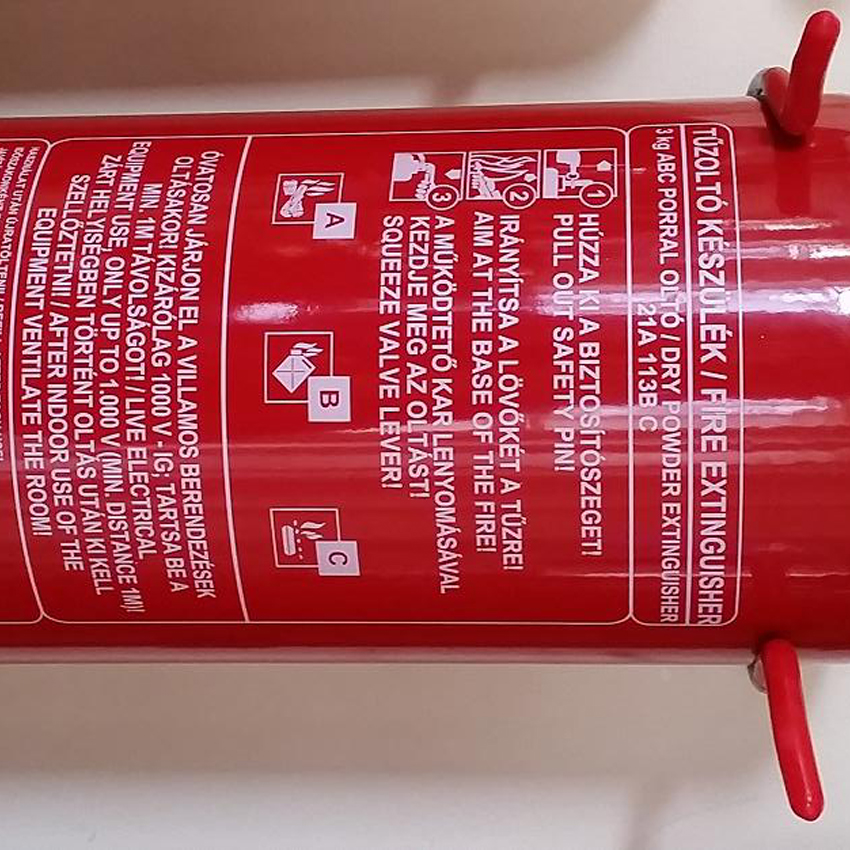 TŰZOLTÓ KÉSZÜLÉK / FIRE EXTINGUISHER
3 kg ABC PORRAL OLTÓ / DRY POWDER EXTINGUISHER
21A 113B C
1
HÚZZA KI A BIZTOSÍTÓSZEGET!
PULL OUT SAFETY PIN!
2
IRÁNYÍTSA A LÖVŐKÉT A TŰZRE!
AIM AT THE BASE OF THE FIRE!
3
A MŰKÖDTETŐ KAR LENYOMÁSÁVAL
KEZDJE MEG AZ OLTÁST!
SQUEEZE VALVE LEVER!
A
B
C
ÓVATOSAN JÁRJON EL A VILLAMOS BERENDEZÉSEK
OLTÁSAKOR! KIZÁRÓLAG 1000 V - IG; TARTSA BE A
MIN. 1M TÁVOLSÁGOT! / LIVE ELECTRICAL
EQUIPMENT USE, ONLY UP TO 1.000 V (MIN. DISTANCE 1M)!
ZÁRT HELYISÉGBEN TÖRTÉNT OLTÁS UTÁN KI KELL
SZELLŐZTETNI! / AFTER INDOOR USE OF THE
EQUIPMENT VENTILATE THE ROOM!
HASZNÁLAT UTÁN ÚJRATÖLTENI! /